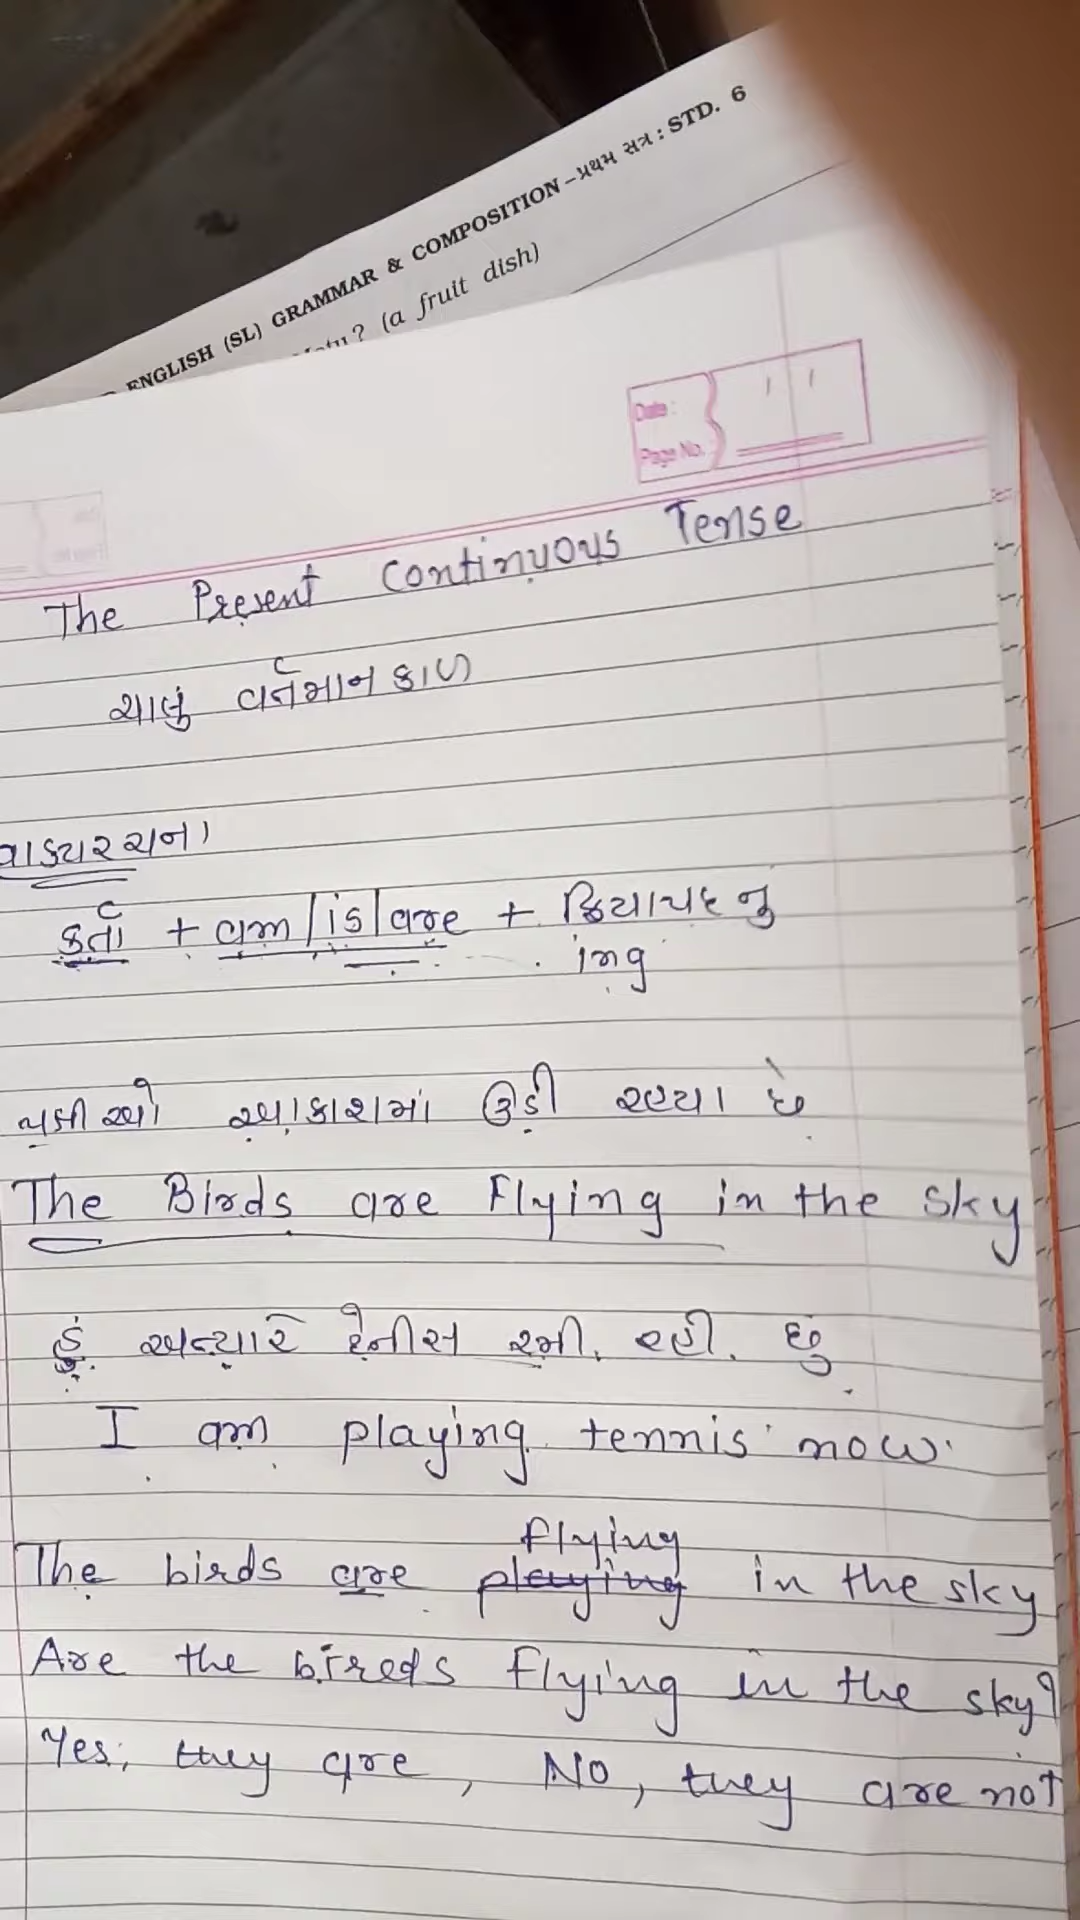 ENGLISH (SL) GRAMMAR & COMPOSITION – પ્રથમ સત્ર : STD. 6
? (a fruit dish)
Date :
Page No.
The Present Continuous Tense
ચાલું વર્તમાન કાળ
વાક્યરચના
કર્તા + am / is / are + ક્રિયાપદ નુ
ing
પક્ષીઓ આકાશમાં ઊડી રહ્યા છે
The Birds are Flying in the sky
હું અત્યારે ટેનીસ રમી રહી છું
I am playing tennis now.
flying
The birds are playing in the sky
Are the bireds flying in the sky?
Yes, they are, No, they are not